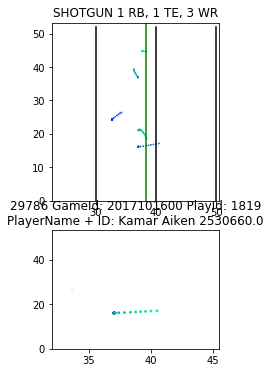 SHOTGUN 1 RB, 1 TE, 3 WR
50
40
30
20
10
0
30 40 50
29786 GameId: 2017101600 PlayId: 1819
PlayerName + ID: Kamar Aiken 2530660.0
40
20
0
35 40 45